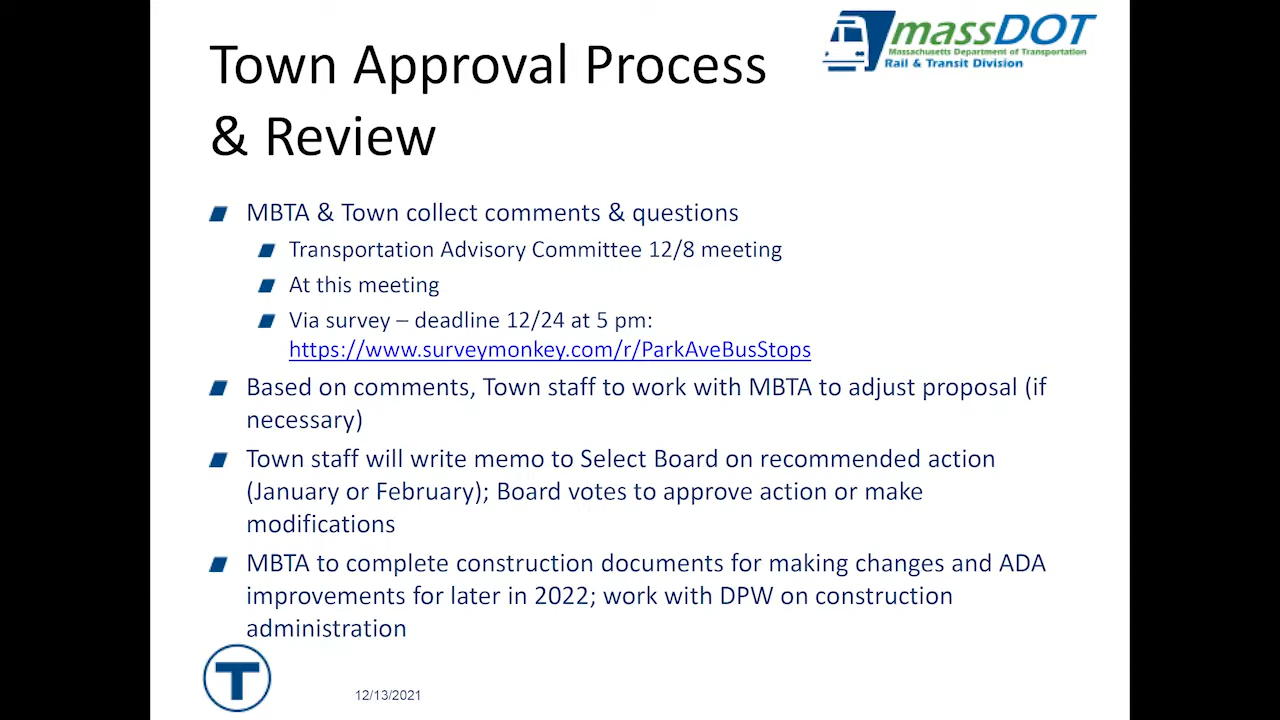 massDOT
Massachusetts Department of Transportation
Rail & Transit Division
Town Approval Process
& Review
MBTA & Town collect comments & questions
Transportation Advisory Committee 12/8 meeting
At this meeting
Via survey – deadline 12/24 at 5 pm:
https://www.surveymonkey.com/r/ParkAveBusStops
Based on comments, Town staff to work with MBTA to adjust proposal (if
necessary)
Town staff will write memo to Select Board on recommended action
(January or February); Board votes to approve action or make
modifications
MBTA to complete construction documents for making changes and ADA
improvements for later in 2022; work with DPW on construction
administration
T
12/13/2021